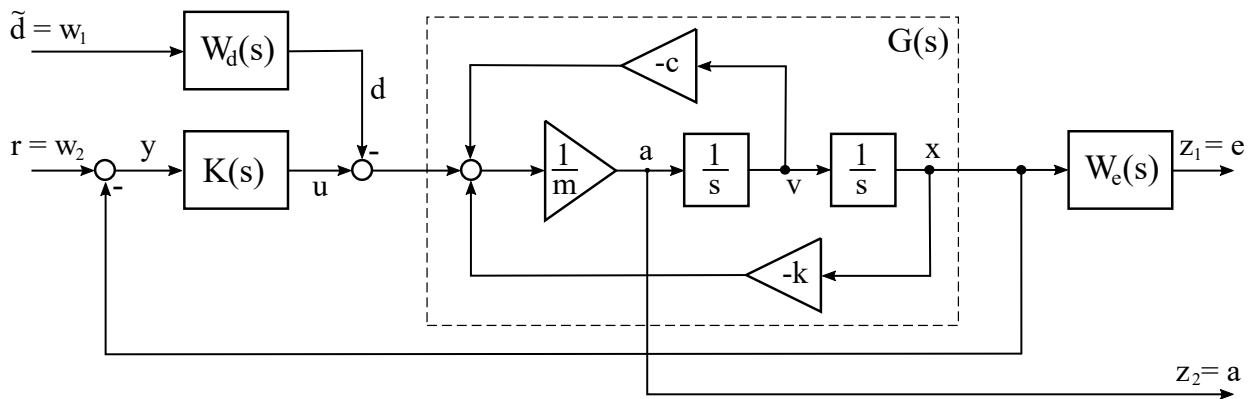 d̃ = w₁
W_d(s)
d
G(s)
-c
r = w₂
-
y
K(s)
u
-
1/m
a
1/s
v
1/s
x
W_e(s)
z₁ = e
-k
z₂ = a